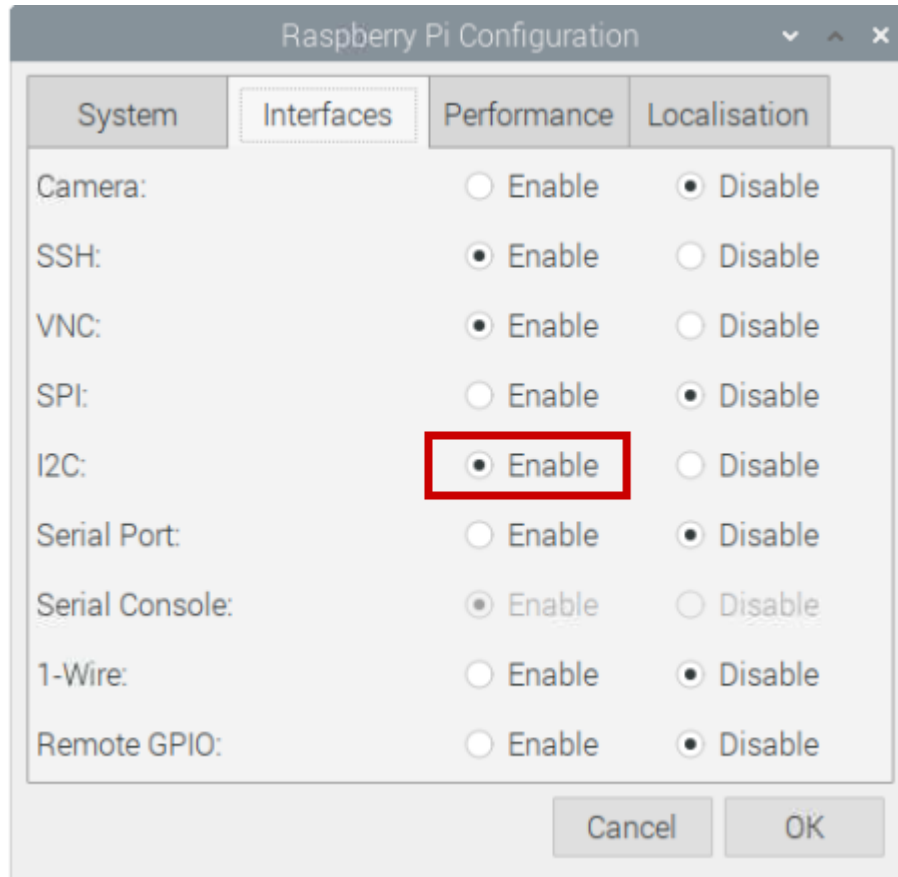 Raspberry Pi Configuration
System Interfaces Performance Localisation
Camera: Enable Disable
SSH: Enable Disable
VNC: Enable Disable
SPI: Enable Disable
I2C: Enable Disable
Serial Port: Enable Disable
Serial Console: Enable Disable
1-Wire: Enable Disable
Remote GPIO: Enable Disable
Cancel OK